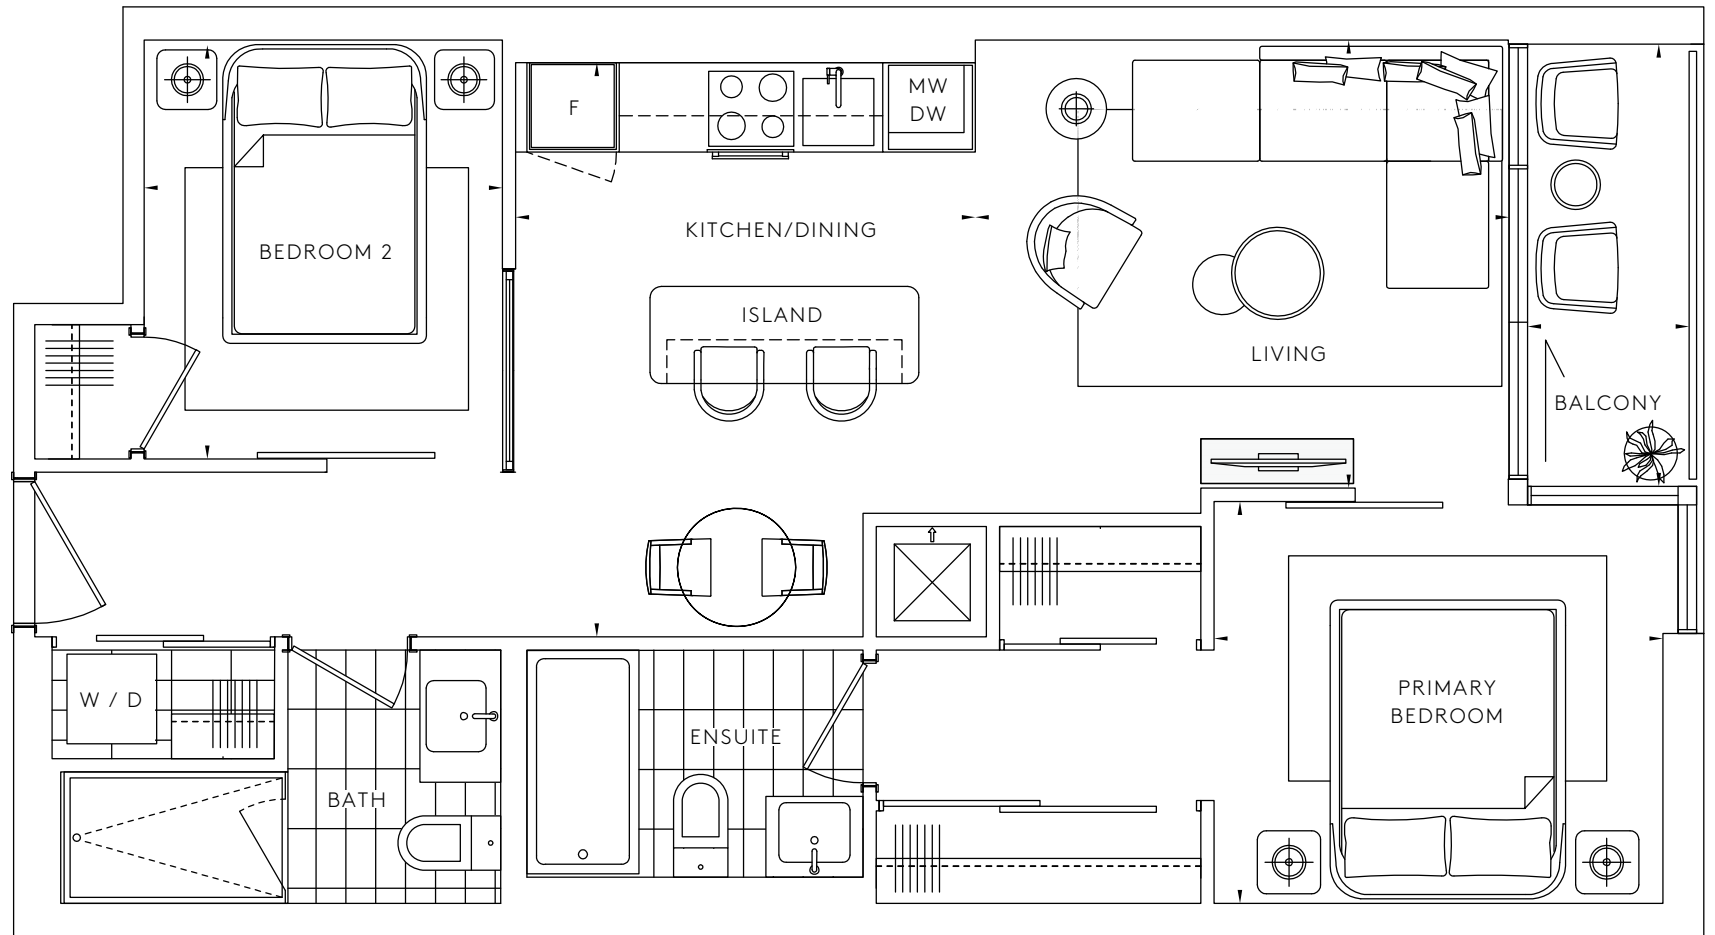 F
MW
DW
KITCHEN/DINING
BEDROOM 2
ISLAND
LIVING
BALCONY
W / D
ENSUITE
BATH
PRIMARY
BEDROOM